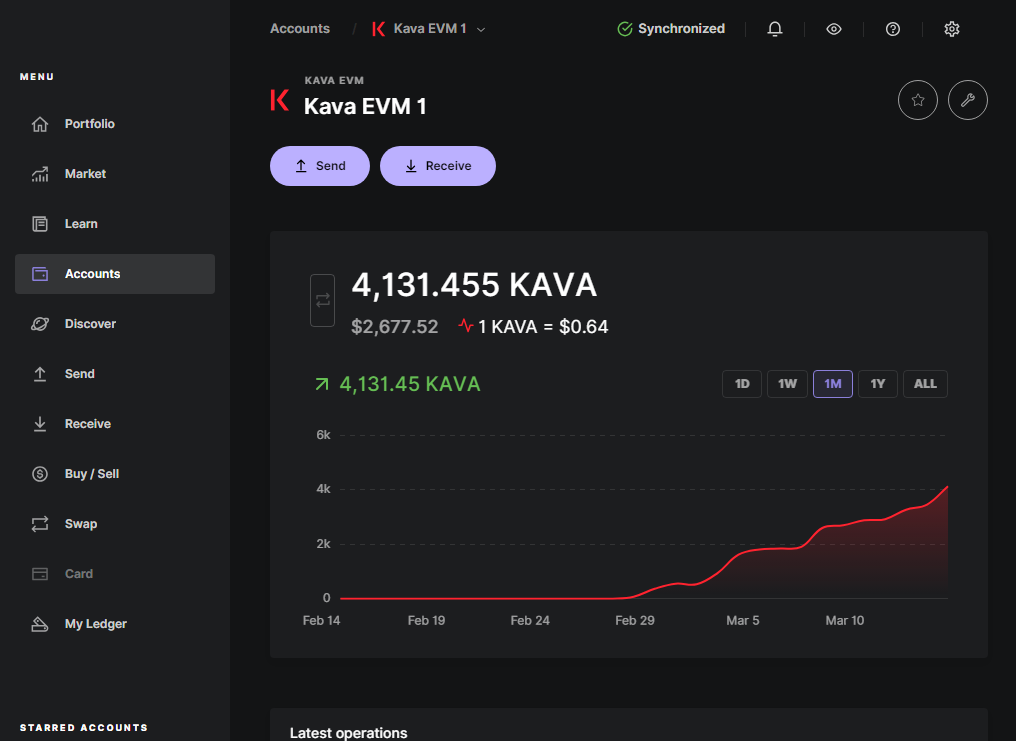 Accounts / Kava EVM 1 Synchronized
MENU
Portfolio
Market
Learn
Accounts
Discover
Send
Receive
Buy / Sell
Swap
Card
My Ledger
STARRED ACCOUNTS
KAVA EVM
Kava EVM 1
Send Receive
4,131.455 KAVA
$2,677.52 1 KAVA = $0.64
4,131.45 KAVA
1D 1W 1M 1Y ALL
6k
4k
2k
0
Feb 14 Feb 19 Feb 24 Feb 29 Mar 5 Mar 10
Latest operations